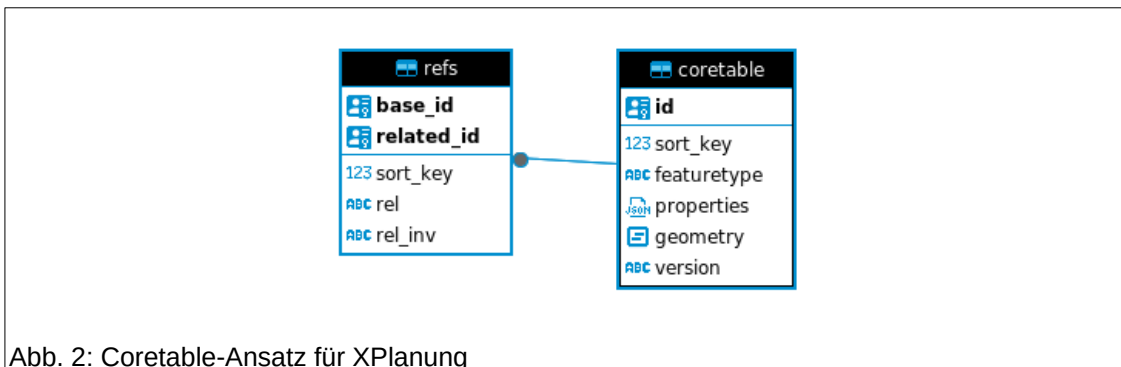 refs
base_id
related_id
123 sort_key
ABC rel
ABC rel_inv
coretable
id
123 sort_key
ABC featuretype
JSON properties
geometry
ABC version
Abb. 2: Coretable-Ansatz für XPlanung